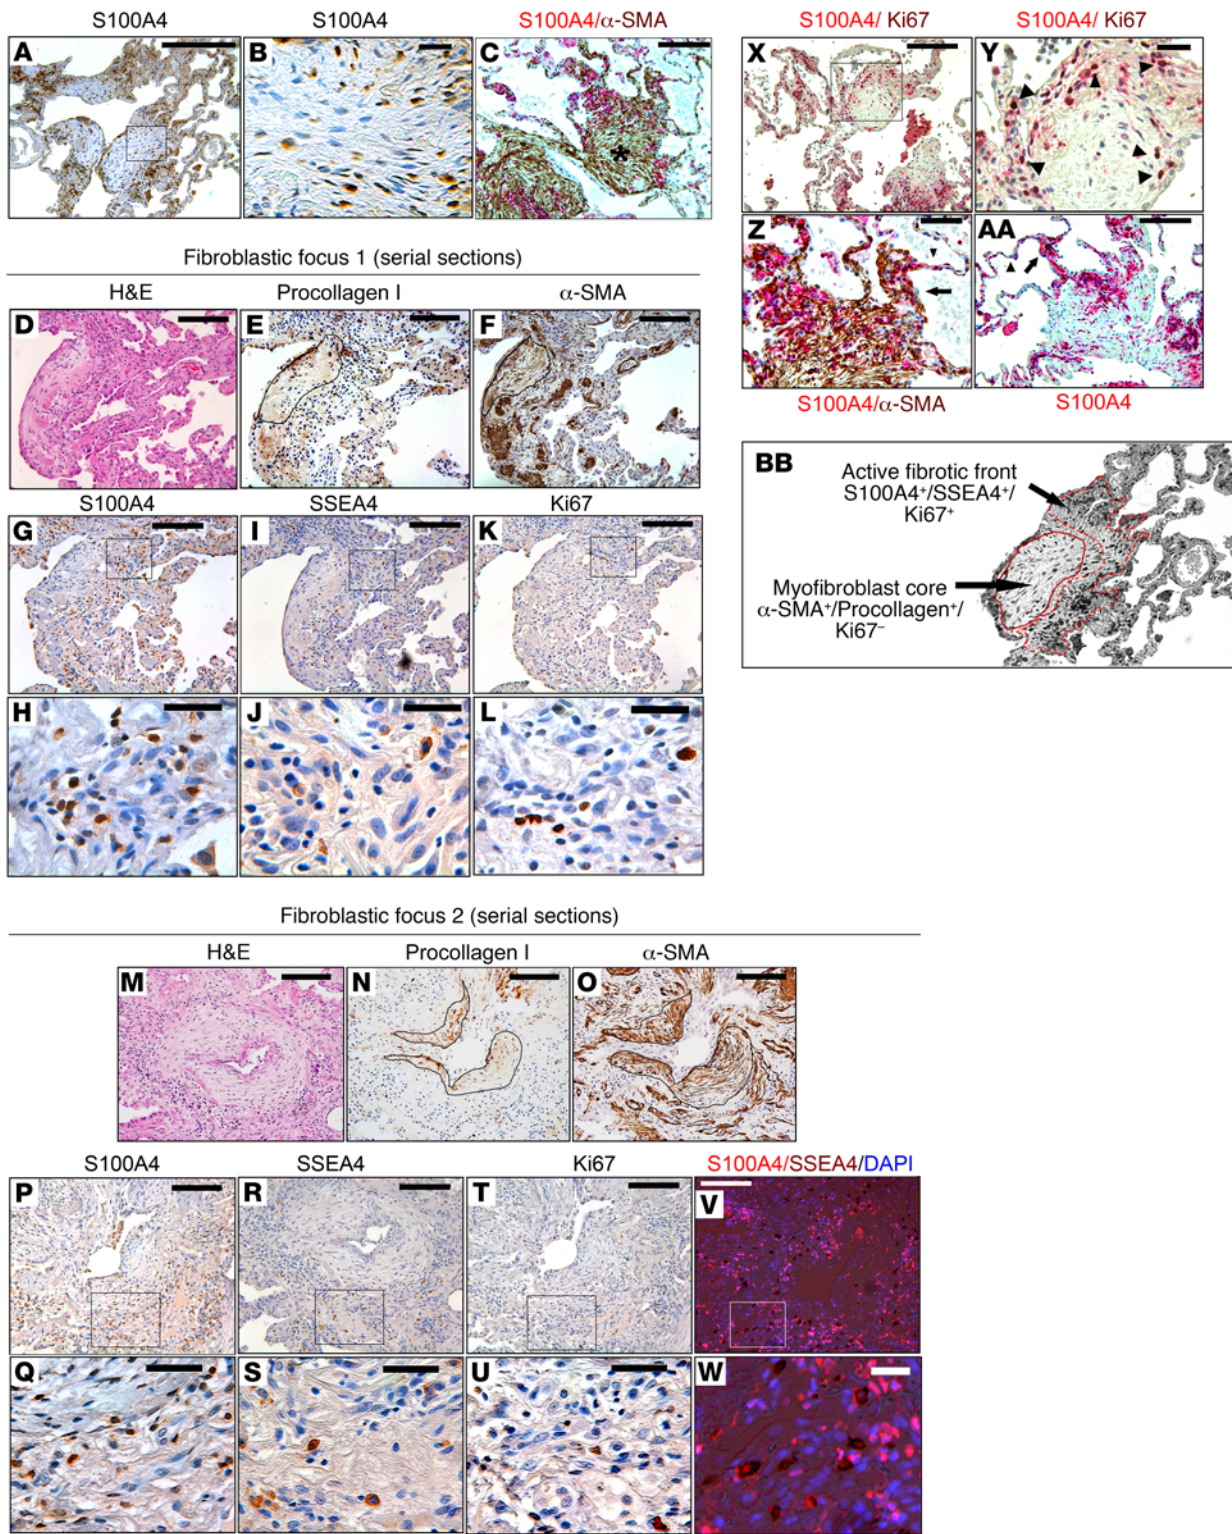 S100A4 S100A4 S100A4/α-SMA
A B C
S100A4/ Ki67 S100A4/ Ki67
X Y
Z AA
S100A4/α-SMA S100A4
Fibroblastic focus 1 (serial sections)
H&E Procollagen I α-SMA
D E F
S100A4 SSEA4 Ki67
G I K
H J L
BB
Active fibrotic front
S100A4⁺/SSEA4⁺/
Ki67⁺
Myofibroblast core
α-SMA⁺/Procollagen⁺/
Ki67⁻
Fibroblastic focus 2 (serial sections)
H&E Procollagen I α-SMA
M N O
S100A4 SSEA4 Ki67 S100A4/SSEA4/DAPI
P R T V
Q S U W